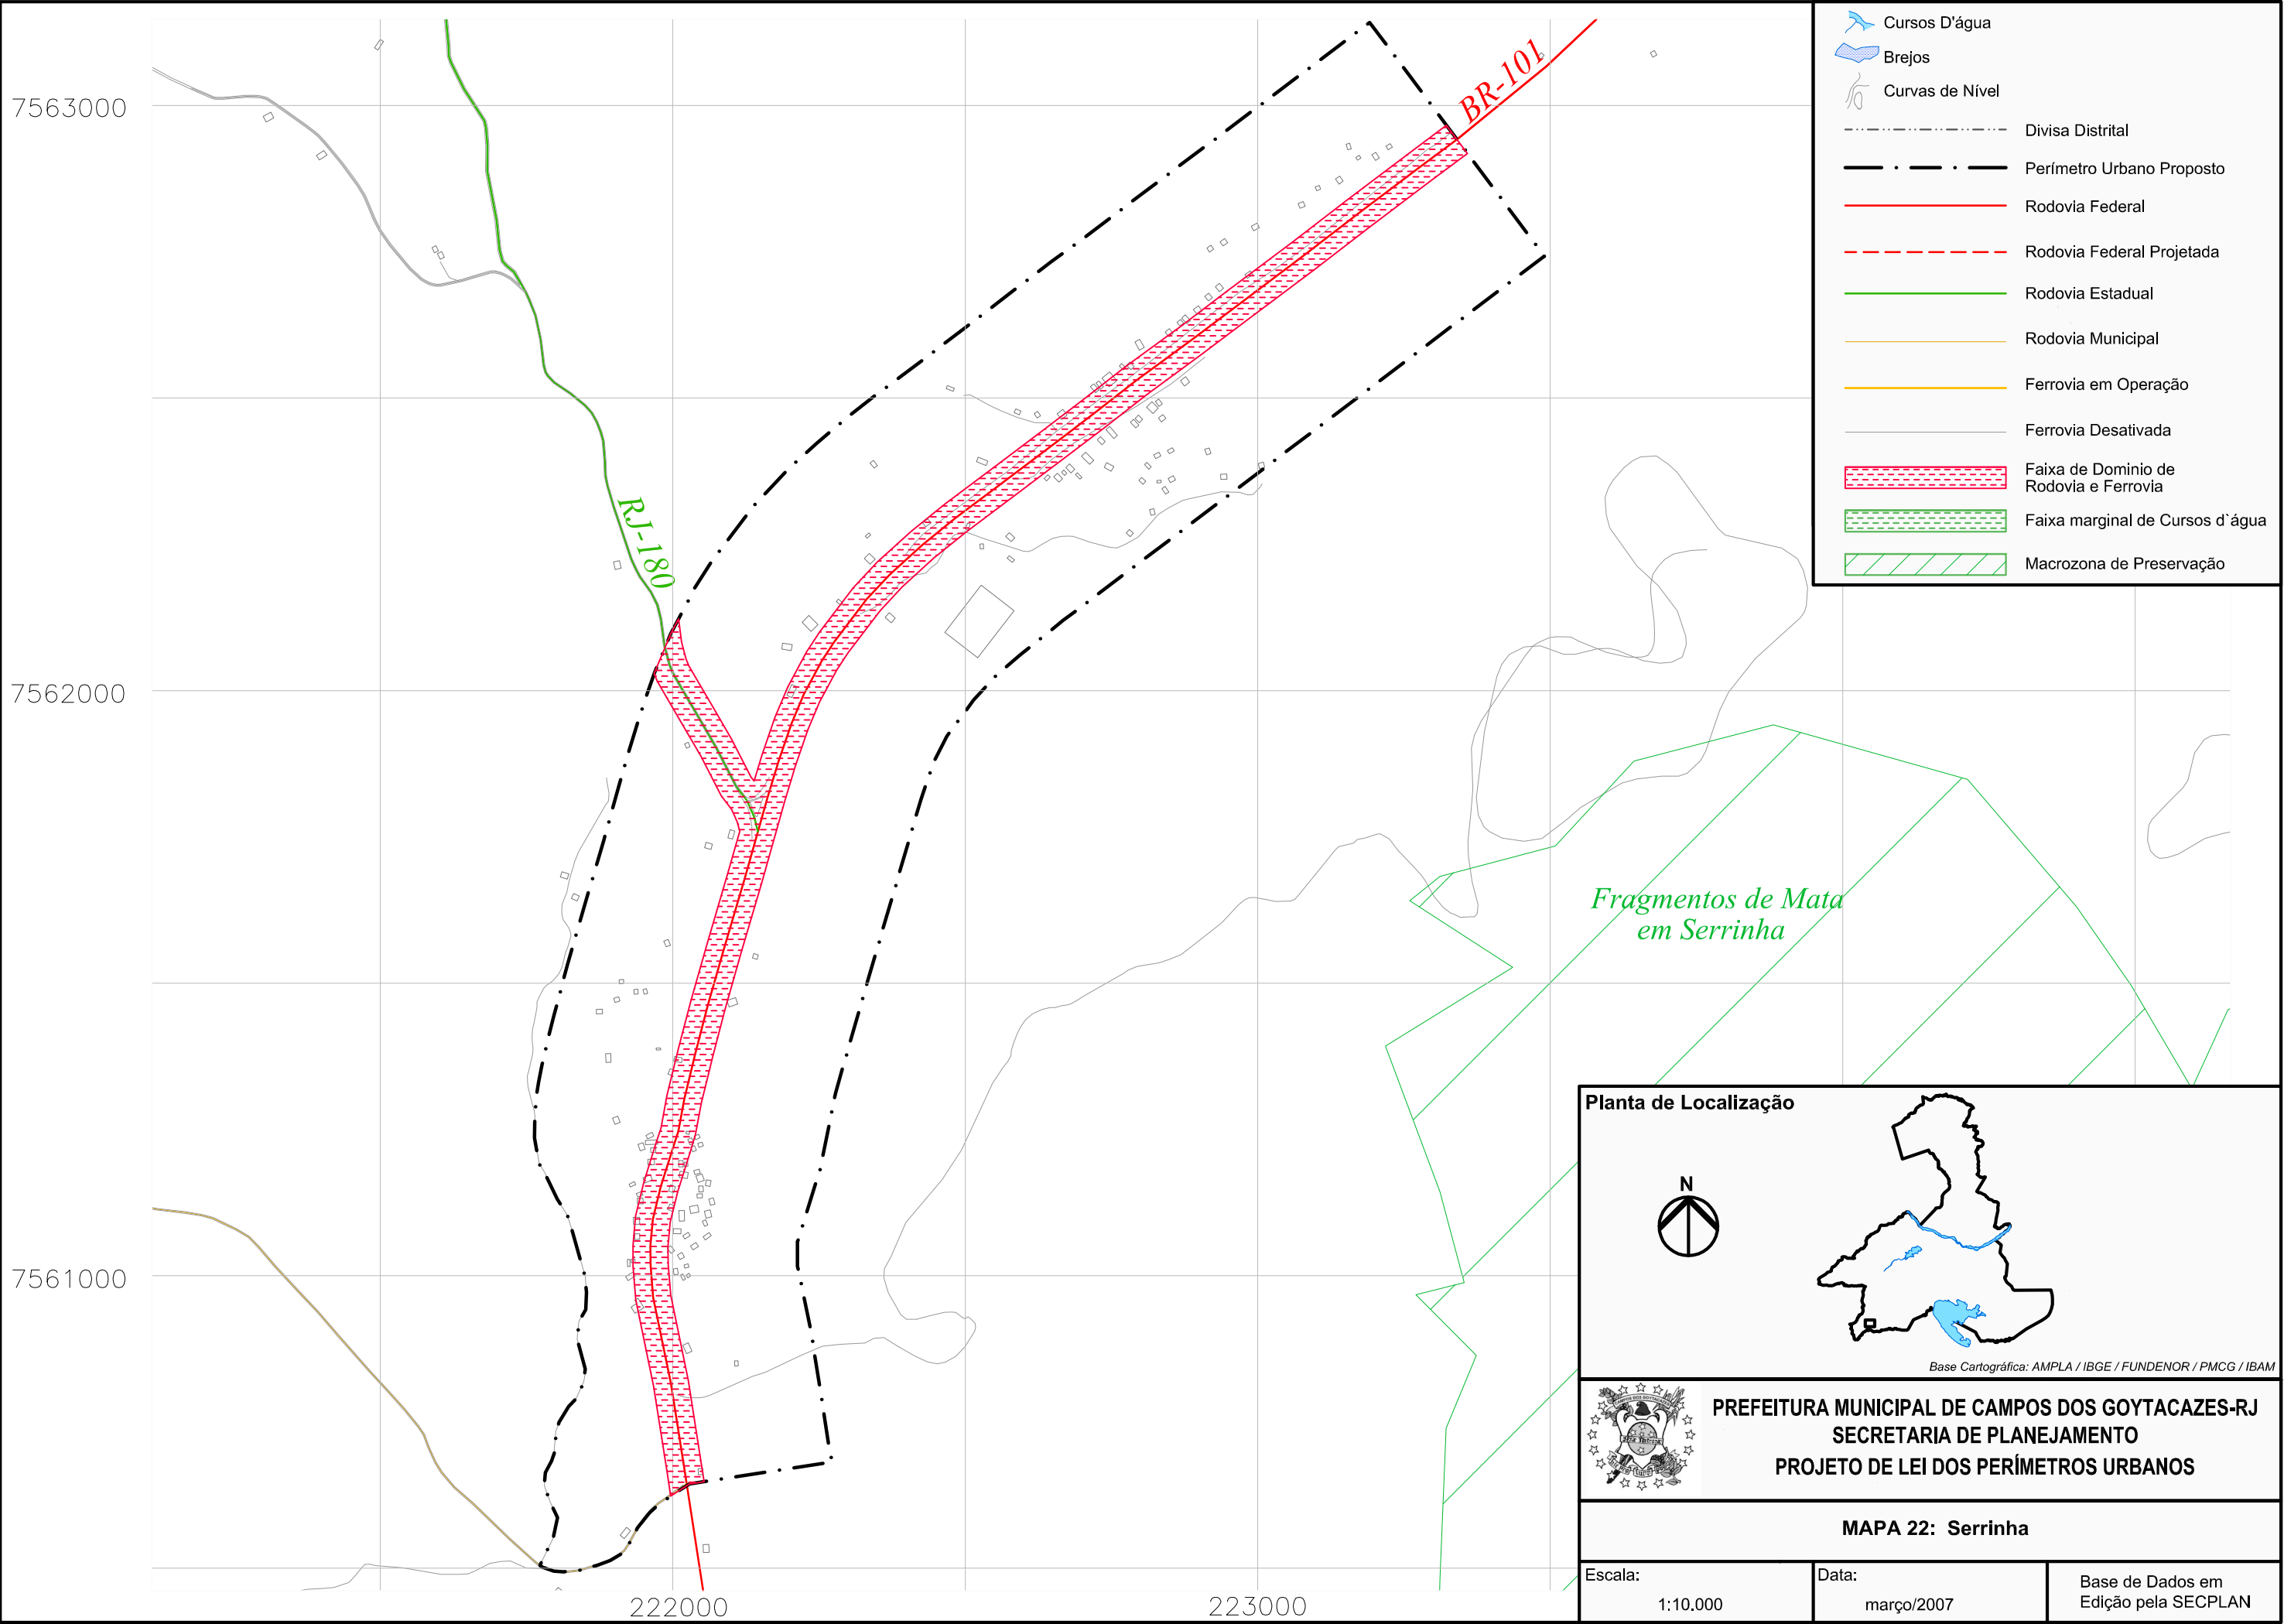 Cursos D'água
Brejos
Curvas de Nível
Divisa Distrital
Perímetro Urbano Proposto
Rodovia Federal
Rodovia Federal Projetada
Rodovia Estadual
Rodovia Municipal
Ferrovia em Operação
Ferrovia Desativada
Faixa de Dominio de
Rodovia e Ferrovia
Faixa marginal de Cursos d`água
Macrozona de Preservação
7563000
7562000
7561000
222000
223000
BR-101
RJ-180
Fragmentos de Mata
em Serrinha
Planta de Localização
N
Base Cartográfica: AMPLA / IBGE / FUNDENOR / PMCG / IBAM
PREFEITURA MUNICIPAL DE CAMPOS DOS GOYTACAZES-RJ
SECRETARIA DE PLANEJAMENTO
PROJETO DE LEI DOS PERÍMETROS URBANOS
MAPA 22: Serrinha
Escala:
1:10.000
Data:
março/2007
Base de Dados em
Edição pela SECPLAN